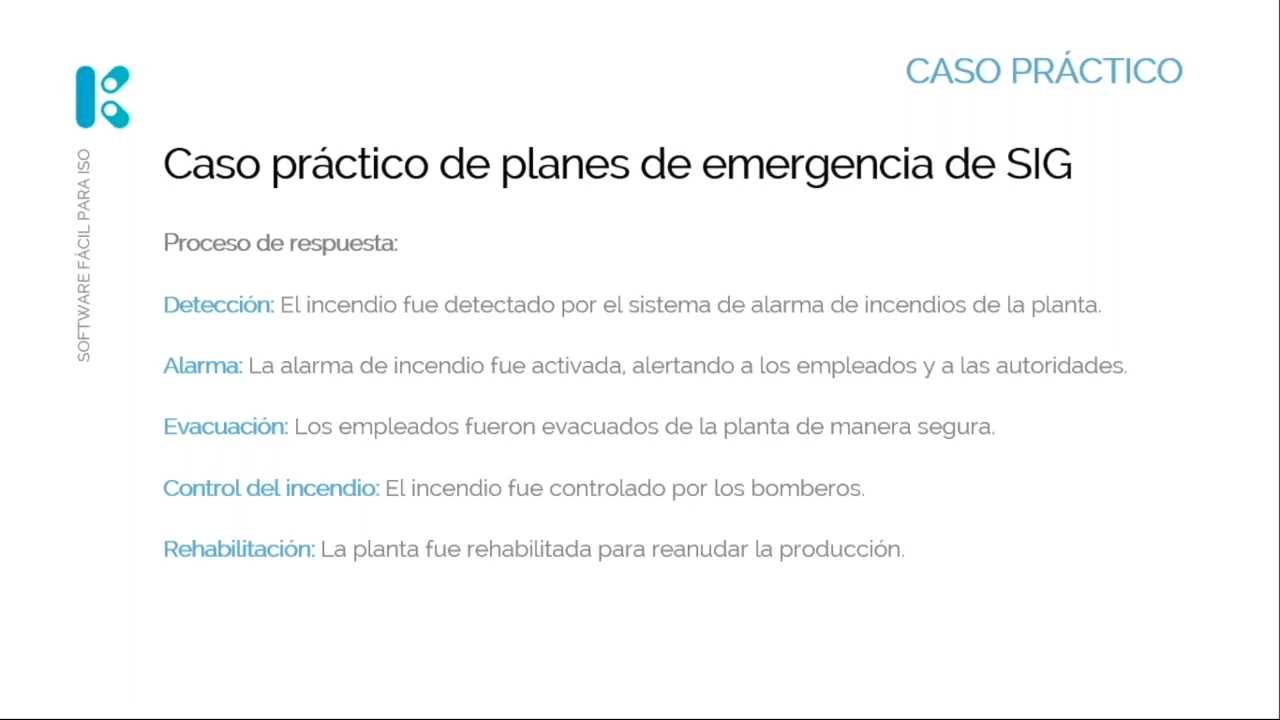 CASO PRÁCTICO
SOFTWARE FÁCIL PARA ISO
Caso práctico de planes de emergencia de SIG
Proceso de respuesta:
Detección: El incendio fue detectado por el sistema de alarma de incendios de la planta.
Alarma: La alarma de incendio fue activada, alertando a los empleados y a las autoridades.
Evacuación: Los empleados fueron evacuados de la planta de manera segura.
Control del incendio: El incendio fue controlado por los bomberos.
Rehabilitación: La planta fue rehabilitada para reanudar la producción.